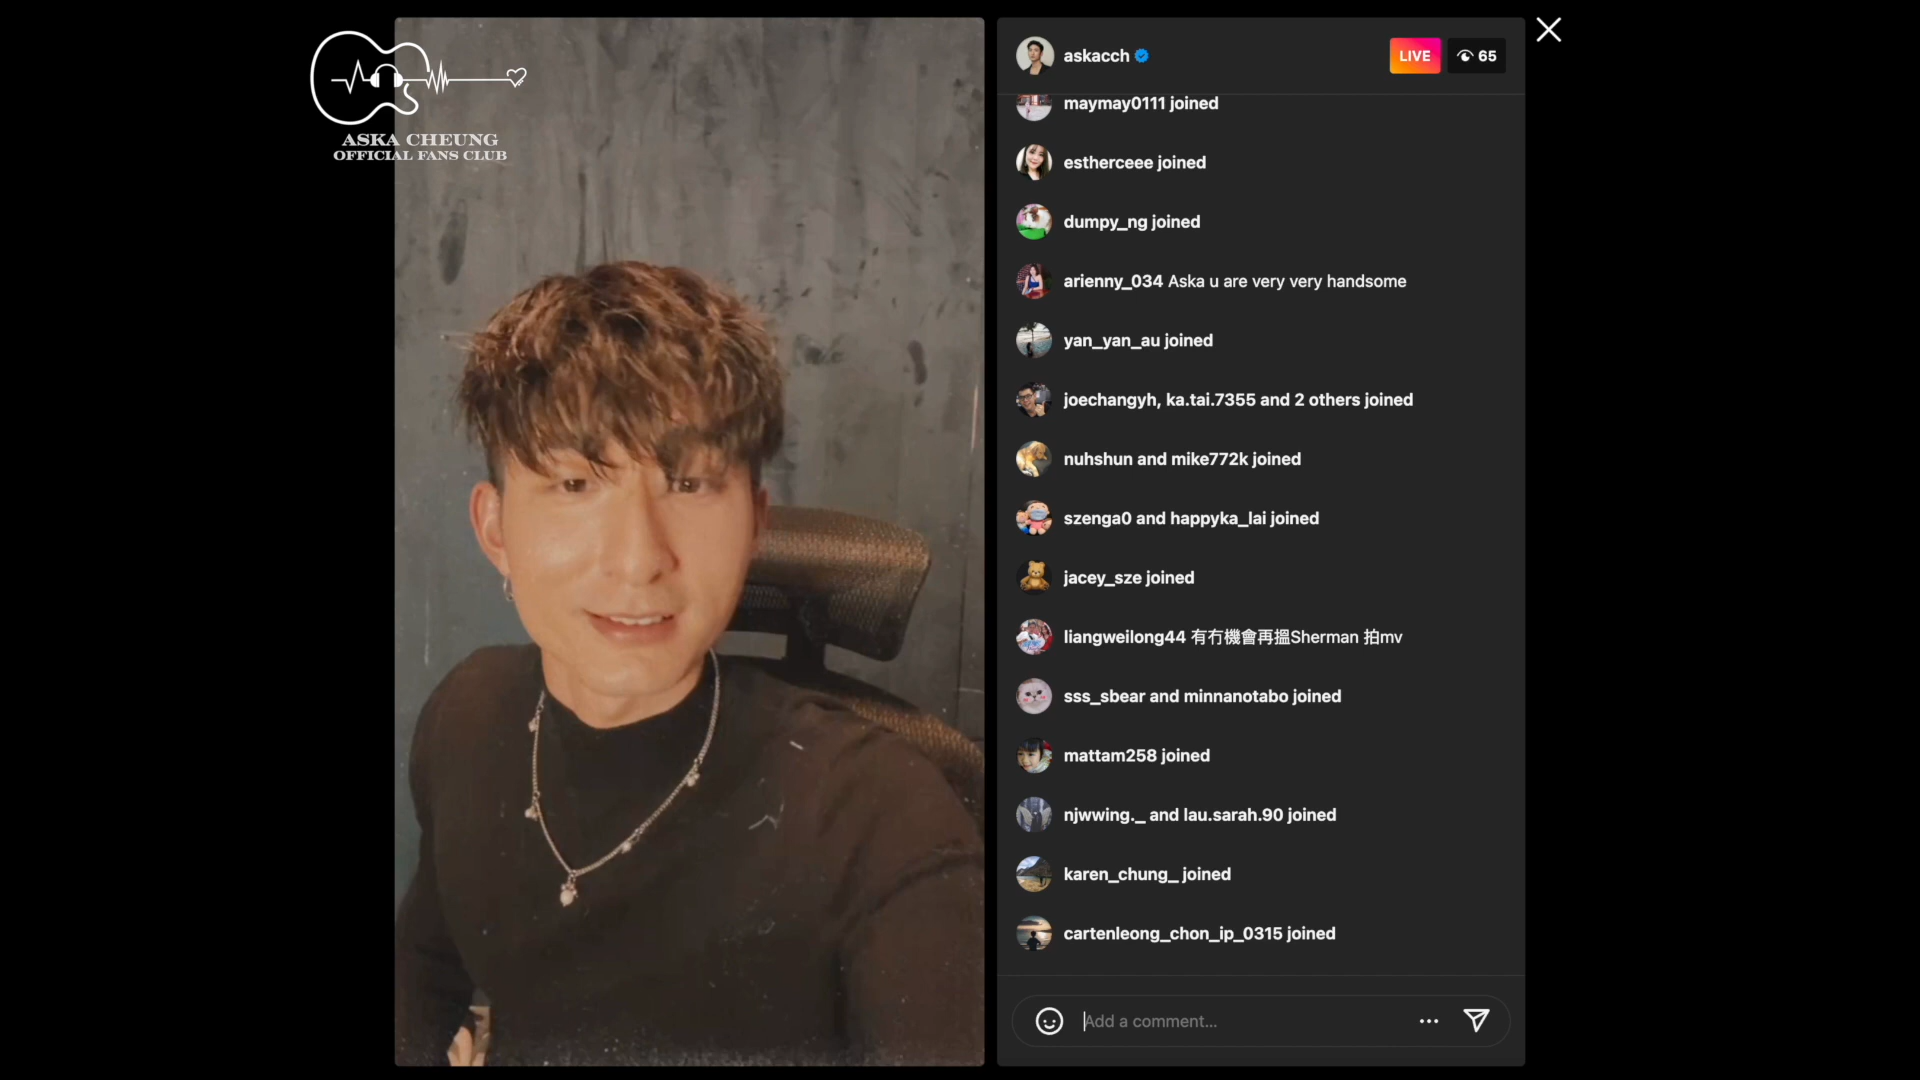 ASKA CHEUNG
OFFICIAL FANS CLUB
askacch
LIVE
65
maymay0111 joined
estherceee joined
dumpy_ng joined
arienny_034 Aska u are very very handsome
yan_yan_au joined
joechangyh, ka.tai.7355 and 2 others joined
nuhshun and mike772k joined
szenga0 and happyka_lai joined
jacey_sze joined
liangweilong44 有冇機會再搵Sherman 拍mv
sss_sbear and minnanotabo joined
mattam258 joined
njwwing._ and lau.sarah.90 joined
karen_chung_ joined
cartenleong_chon_ip_0315 joined
Add a comment...